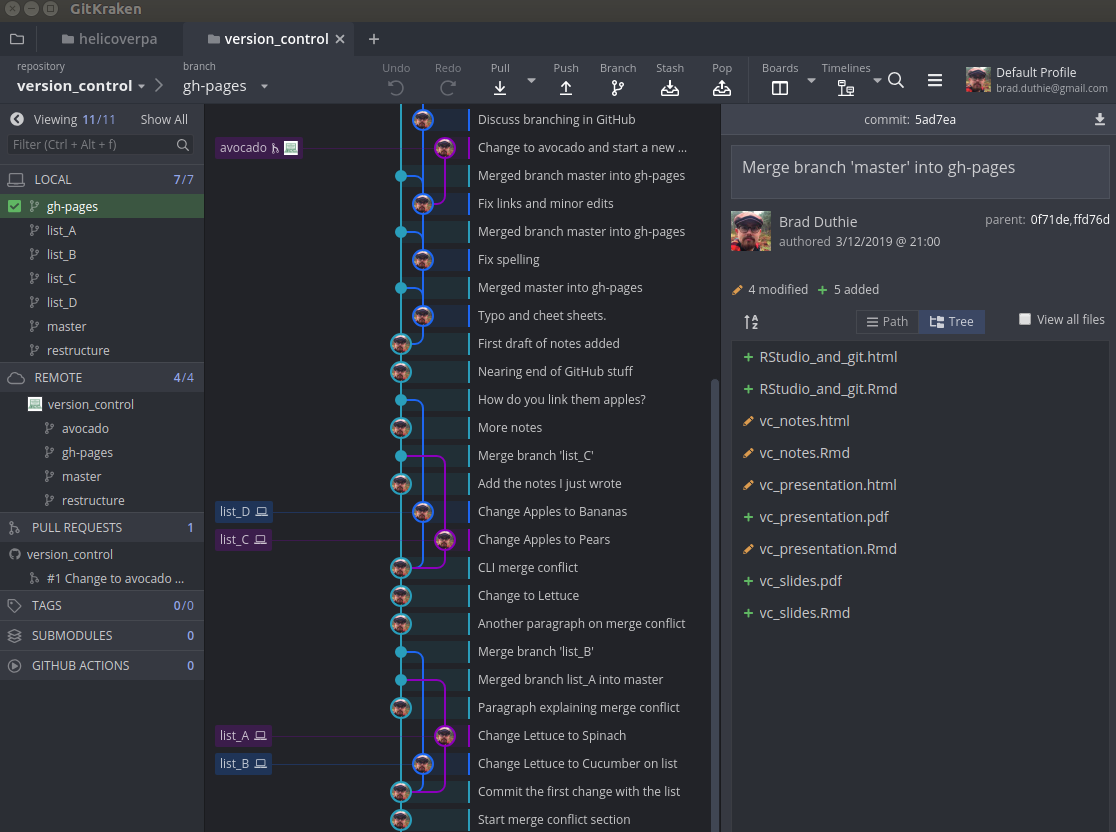 GitKraken
helicoverpa
version_control
repository
version_control
branch
gh-pages
Undo
Redo
Pull
Push
Branch
Stash
Pop
Boards
Timelines
Default Profile
brad.duthie@gmail.com
Viewing 11/11 Show All
Filter (Ctrl + Alt + f)
LOCAL 7/7
gh-pages
list_A
list_B
list_C
list_D
master
restructure
REMOTE 4/4
version_control
avocado
gh-pages
master
restructure
PULL REQUESTS 1
version_control
#1 Change to avocado ...
TAGS 0/0
SUBMODULES 0
GITHUB ACTIONS 0
Discuss branching in GitHub
avocado Change to avocado and start a new ...
Merged branch master into gh-pages
Fix links and minor edits
Merged branch master into gh-pages
Fix spelling
Merged master into gh-pages
Typo and cheet sheets.
First draft of notes added
Nearing end of GitHub stuff
How do you link them apples?
More notes
Merge branch 'list_C'
Add the notes I just wrote
list_D Change Apples to Bananas
list_C Change Apples to Pears
CLI merge conflict
Change to Lettuce
Another paragraph on merge conflict
Merge branch 'list_B'
Merged branch list_A into master
Paragraph explaining merge conflict
list_A Change Lettuce to Spinach
list_B Change Lettuce to Cucumber on list
Commit the first change with the list
Start merge conflict section
commit: 5ad7ea
Merge branch 'master' into gh-pages
Brad Duthie
authored 3/12/2019 @ 21:00
parent: 0f71de,ffd76d
4 modified + 5 added
Path
Tree
View all files
+ RStudio_and_git.html
+ RStudio_and_git.Rmd
vc_notes.html
vc_notes.Rmd
vc_presentation.html
+ vc_presentation.pdf
vc_presentation.Rmd
+ vc_slides.pdf
+ vc_slides.Rmd